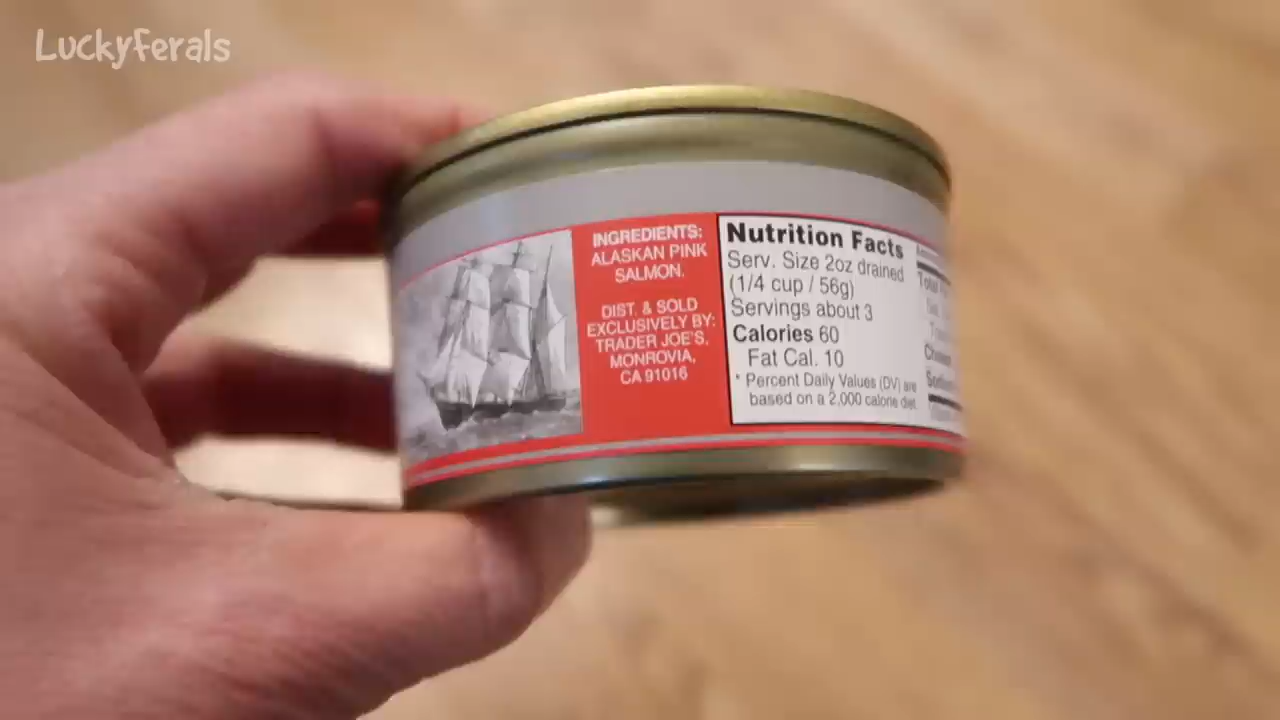 LuckyFerals
INGREDIENTS:
ALASKAN PINK
SALMON.
DIST. & SOLD
EXCLUSIVELY BY:
TRADER JOE'S,
MONROVIA,
CA 91016
Nutrition Facts
Serv. Size 2oz drained
(1/4 cup / 56g)
Servings about 3
Calories 60
Fat Cal. 10
* Percent Daily Values (DV) are
based on a 2,000 calorie diet.
Total